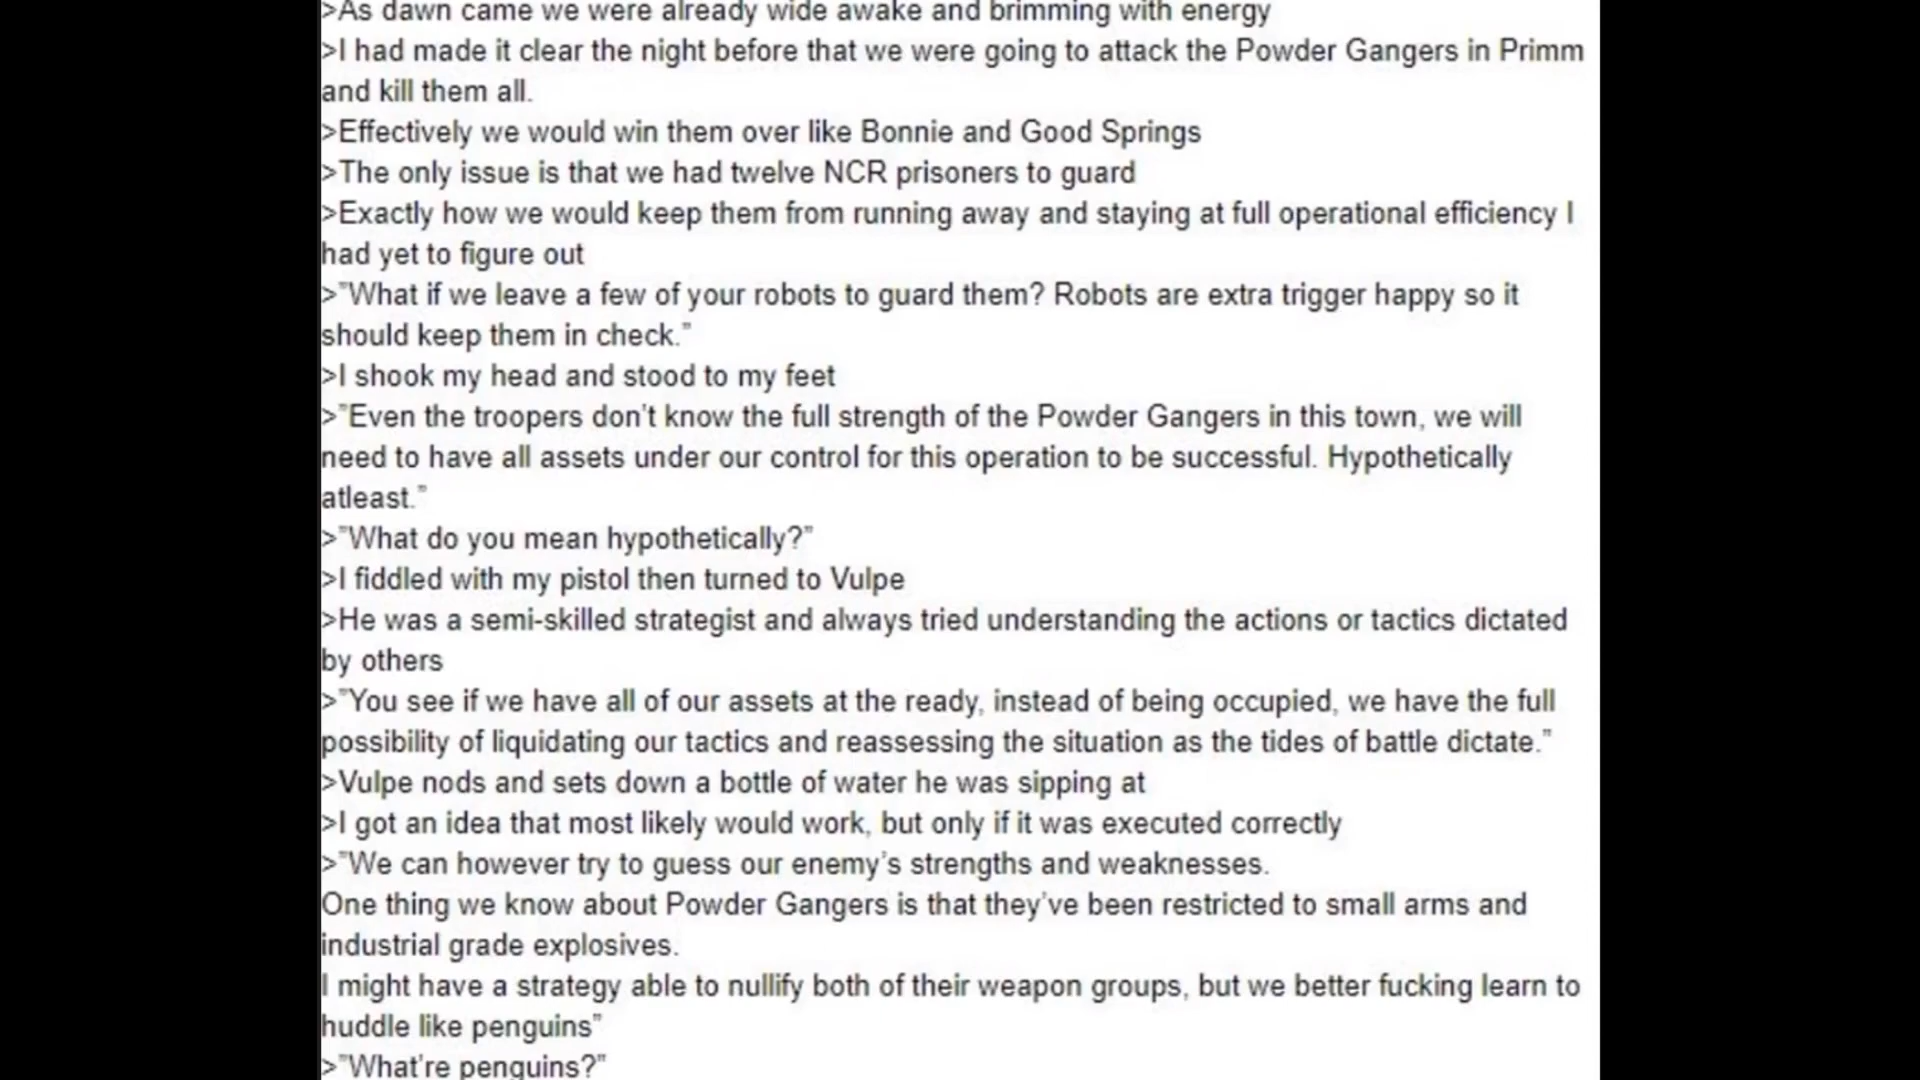 >As dawn came we were already wide awake and brimming with energy
>I had made it clear the night before that we were going to attack the Powder Gangers in Primm
and kill them all.
>Effectively we would win them over like Bonnie and Good Springs
>The only issue is that we had twelve NCR prisoners to guard
>Exactly how we would keep them from running away and staying at full operational efficiency I
had yet to figure out
>"What if we leave a few of your robots to guard them? Robots are extra trigger happy so it
should keep them in check."
>I shook my head and stood to my feet
>"Even the troopers don't know the full strength of the Powder Gangers in this town, we will
need to have all assets under our control for this operation to be successful. Hypothetically
atleast."
>"What do you mean hypothetically?"
>I fiddled with my pistol then turned to Vulpe
>He was a semi-skilled strategist and always tried understanding the actions or tactics dictated
by others
>"You see if we have all of our assets at the ready, instead of being occupied, we have the full
possibility of liquidating our tactics and reassessing the situation as the tides of battle dictate."
>Vulpe nods and sets down a bottle of water he was sipping at
>I got an idea that most likely would work, but only if it was executed correctly
>"We can however try to guess our enemy's strengths and weaknesses.
One thing we know about Powder Gangers is that they've been restricted to small arms and
industrial grade explosives.
I might have a strategy able to nullify both of their weapon groups, but we better fucking learn to
huddle like penguins"
>"What're penguins?"